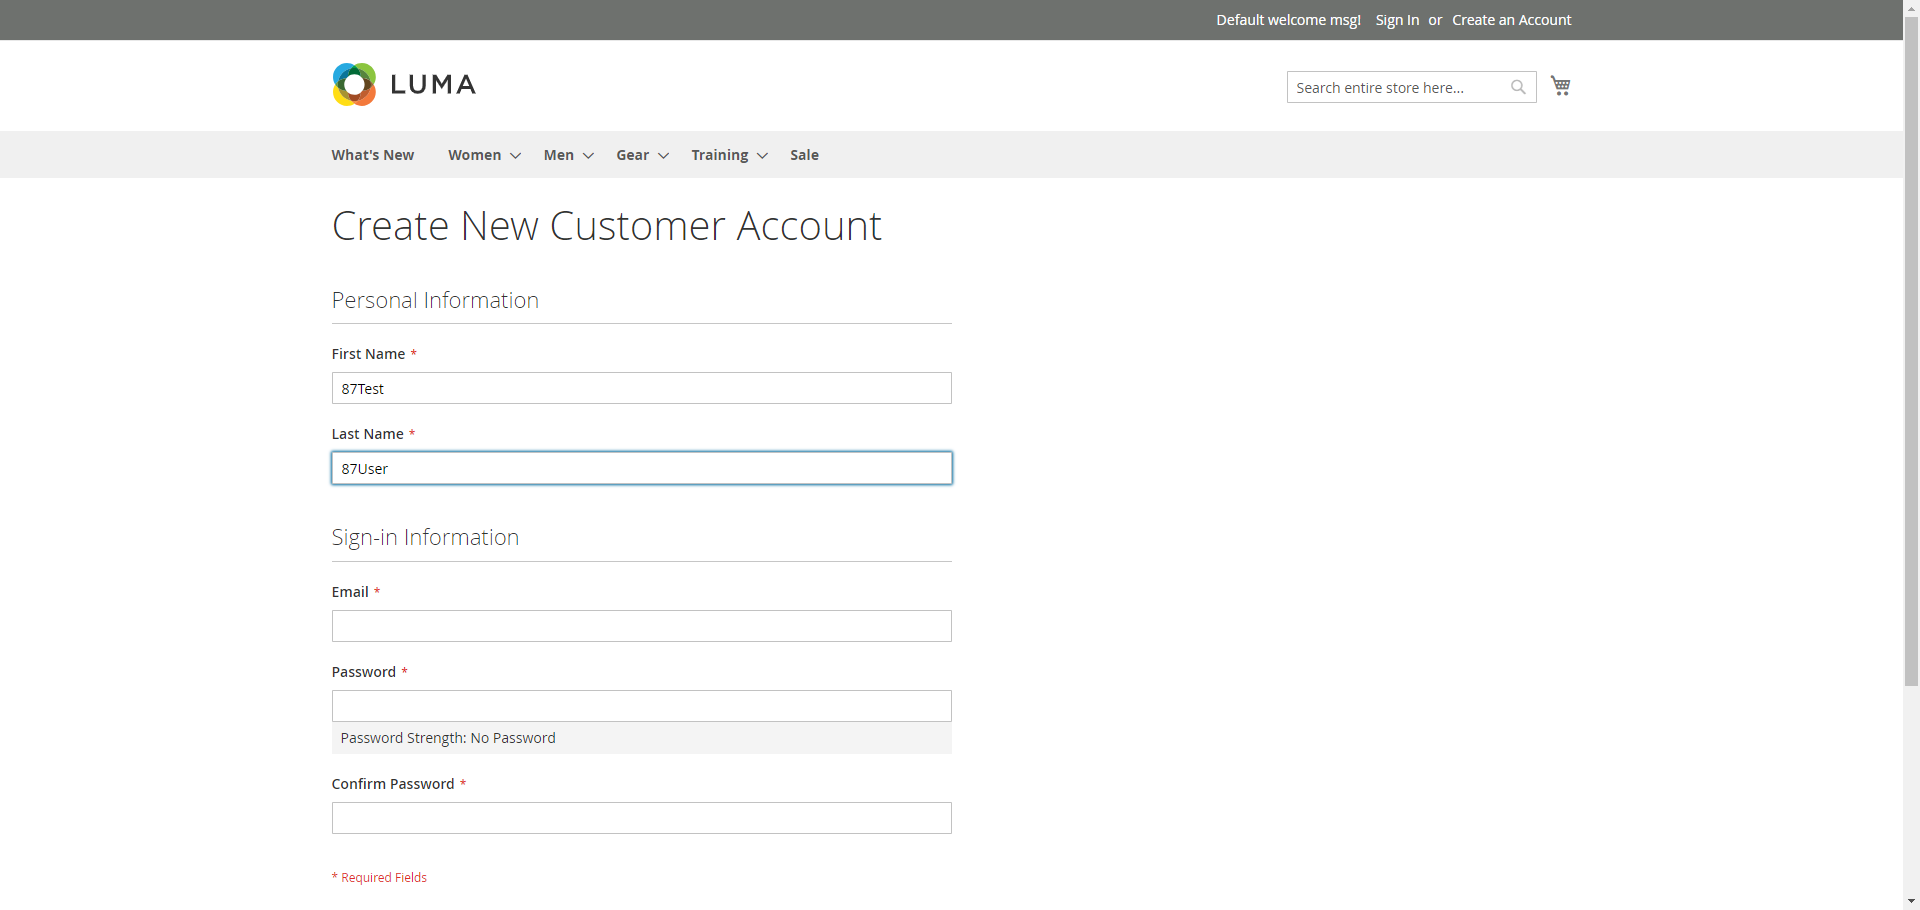 Default welcome msg! Sign In or Create an Account
LUMA
Search entire store here...
What's New Women Men Gear Training Sale
Create New Customer Account
Personal Information
First Name *
87Test
Last Name *
87User
Sign-in Information
Email *
Password *
Password Strength: No Password
Confirm Password *
* Required Fields